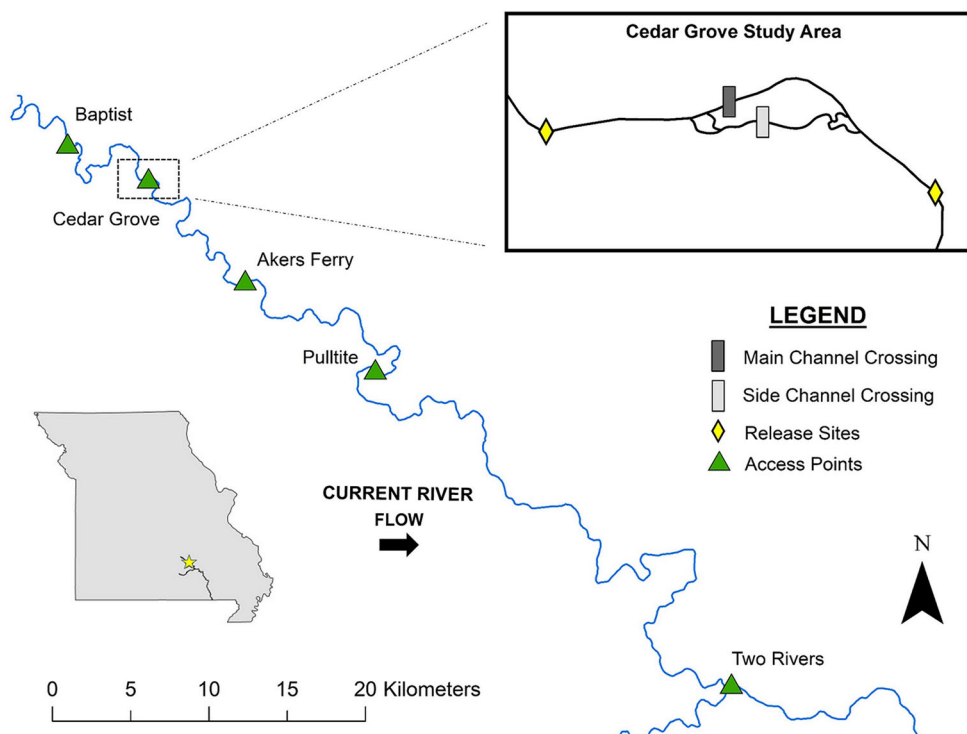 Cedar Grove Study Area
Baptist
Cedar Grove
Akers Ferry
Pulltite
LEGEND
Main Channel Crossing
Side Channel Crossing
Release Sites
Access Points
CURRENT RIVER
FLOW
N
Two Rivers
0 5 10 15 20 Kilometers